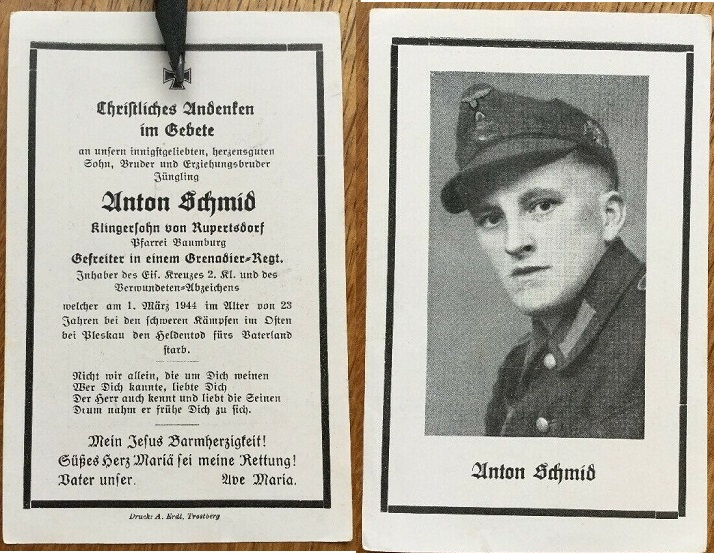 Christliches Andenken
im Gebete
an unsern innigstgeliebten, herzensguten
Sohn, Bruder und Erziehungsbruder
Jüngling
Anton Schmid
Klingersohn von Rupertsdorf
Pfarrei Baumburg
Gefreiter in einem Grenadier-Regt.
Inhaber des Eis. Kreuzes 2. Kl. und des
Verwundeten-Abzeichens
welcher am 1. März 1944 im Alter von 23
Jahren bei den schweren Kämpfen im Osten
bei Pleskau den Heldentod fürs Vaterland
starb.
Nicht wir allein, die um Dich weinen
Wer Dich kannte, liebte Dich
Der Herr auch kennt und liebt die Seinen
Drum nahm er frühe Dich zu sich.
Mein Jesus Barmherzigkeit!
Süßes Herz Mariä sei meine Rettung!
Vater unser. Ave Maria.
Druck: A. Erdl, Trostberg
Anton Schmid